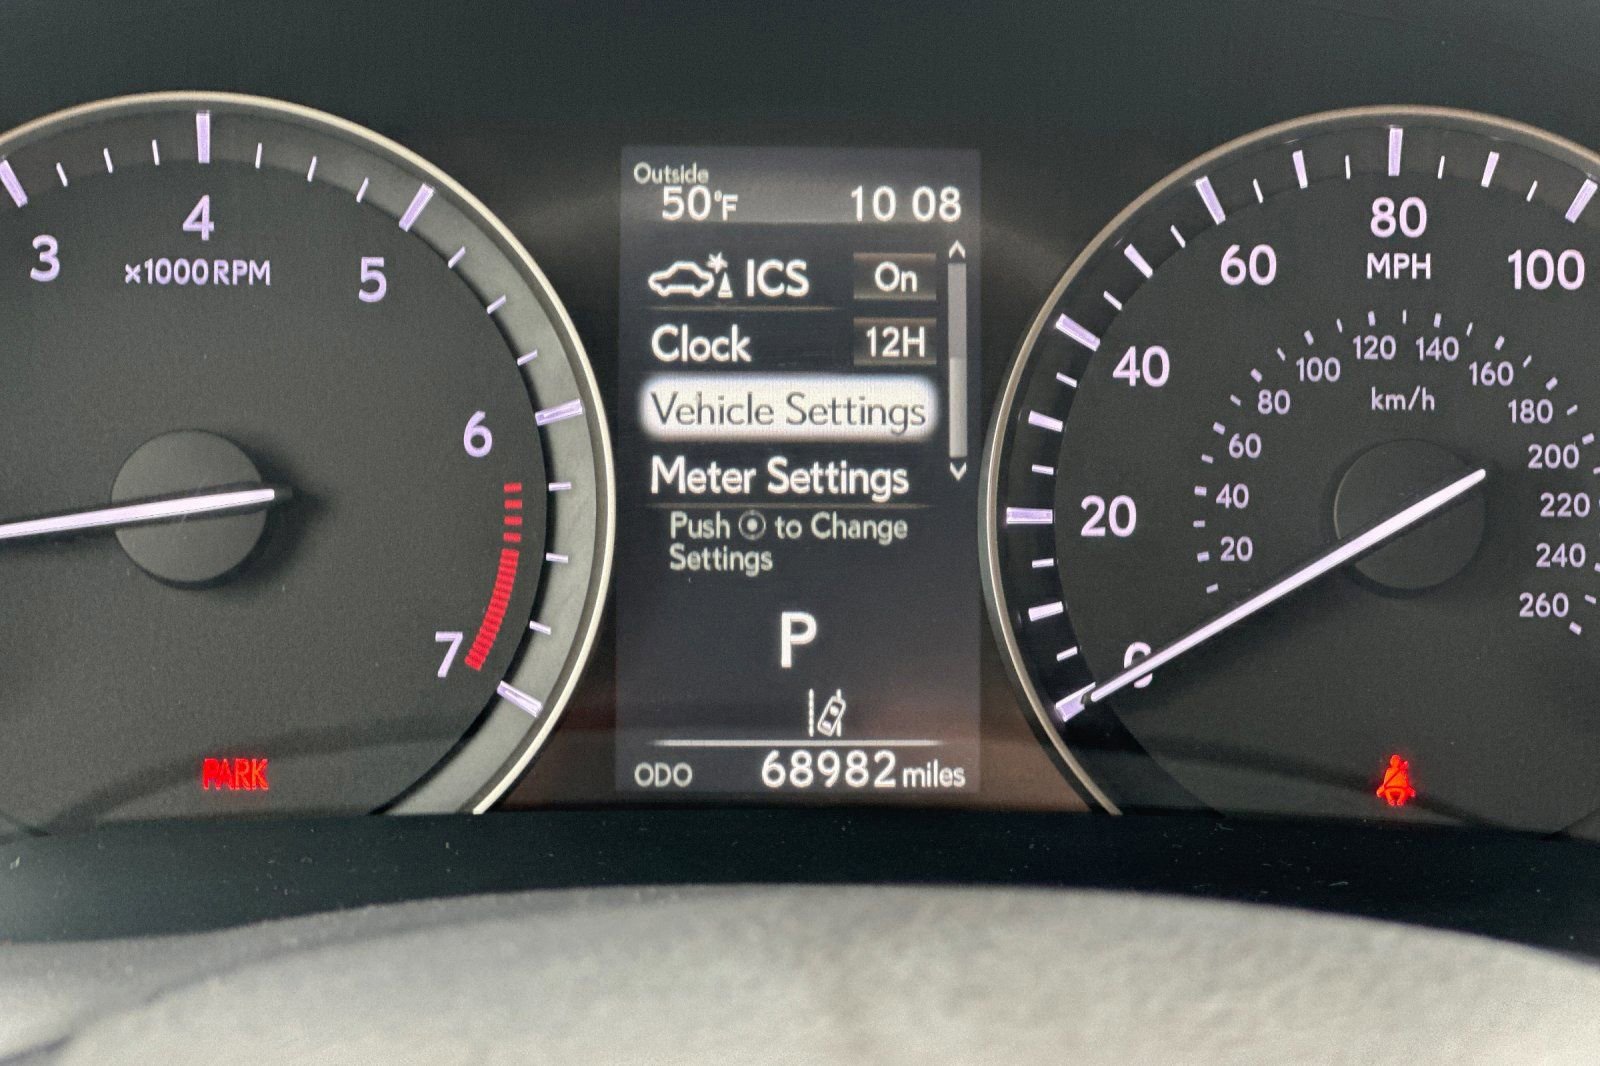 3
4
5
6
7
×1000RPM
PARK
Outside
50°F 10 08
ICS On
Clock 12H
Vehicle Settings
Meter Settings
Push to Change
Settings
P
ODO 68982 miles
0
20
40
60
80
100
MPH
20
40
60
80
100
120
140
160
180
200
220
240
260
km/h